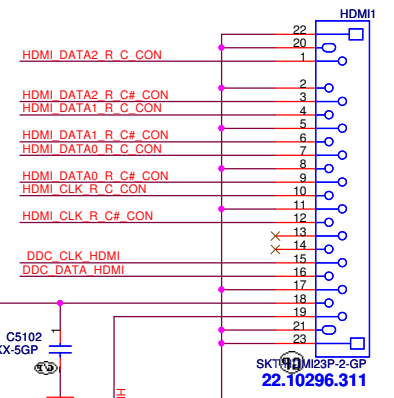 HDMI1
22
20
HDMI_DATA2_R_C_CON 1
2
HDMI_DATA2_R_C#_CON 3
HDMI_DATA1_R_C_CON 4
5
HDMI_DATA1_R_C#_CON 6
HDMI_DATA0_R_C_CON 7
8
HDMI_DATA0_R_C#_CON 9
HDMI_CLK_R_C_CON 10
11
HDMI_CLK_R_C#_CON 12
13
14
DDC_CLK_HDMI 15
DDC_DATA_HDMI 16
17
18
19
21
23
1
C5102
KX-5GP
22.10296.311